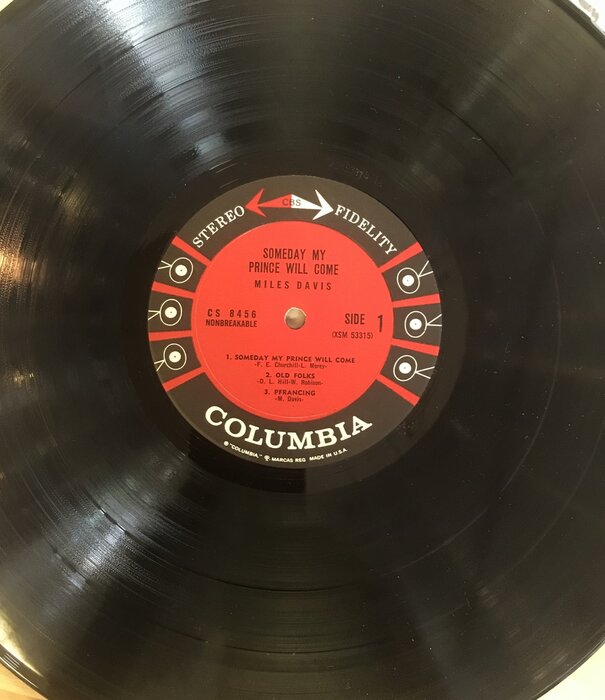 STEREO CBS FIDELITY
SOMEDAY MY
PRINCE WILL COME
MILES DAVIS
CS 8456
NONBREAKABLE
SIDE 1
(XSM 53315)
1. SOMEDAY MY PRINCE WILL COME
-F. E. Churchill-L. Morey-
2. OLD FOLKS
-D. L. Hill-W. Robison-
3. PFRANCING
-M. Davis-
COLUMBIA
® "COLUMBIA," MARCAS REG. MADE IN U.S.A.